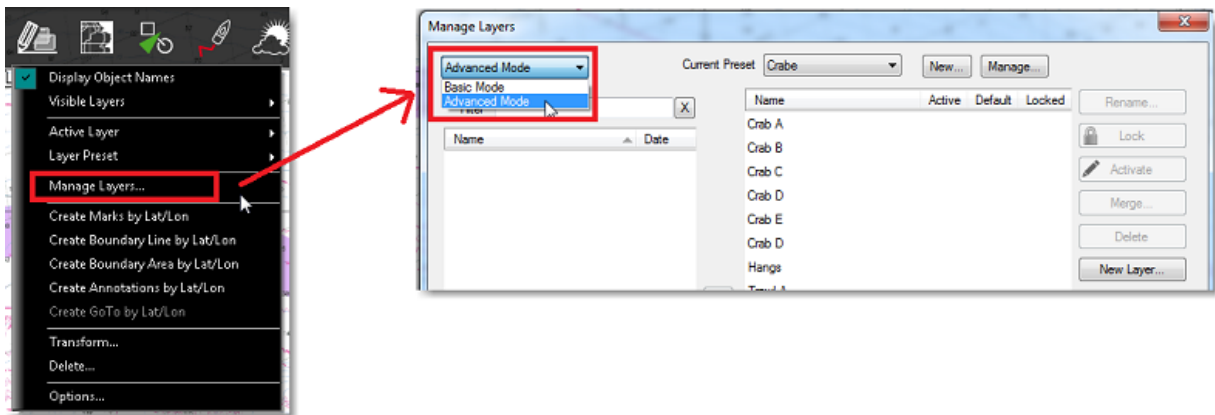 Display Object Names
Visible Layers
Active Layer
Layer Preset
Manage Layers...
Create Marks by Lat/Lon
Create Boundary Line by Lat/Lon
Create Boundary Area by Lat/Lon
Create Annotations by Lat/Lon
Create GoTo by Lat/Lon
Transform...
Delete...
Options...
Manage Layers
Advanced Mode
Basic Mode
Advanced Mode
Filter
X
Name Date
Current Preset Crabe New... Manage...
Name Active Default Locked
Crab A
Crab B
Crab C
Crab D
Crab E
Crab D
Hangs
Trawl A
Rename...
Lock
Activate
Merge...
Delete
New Layer...